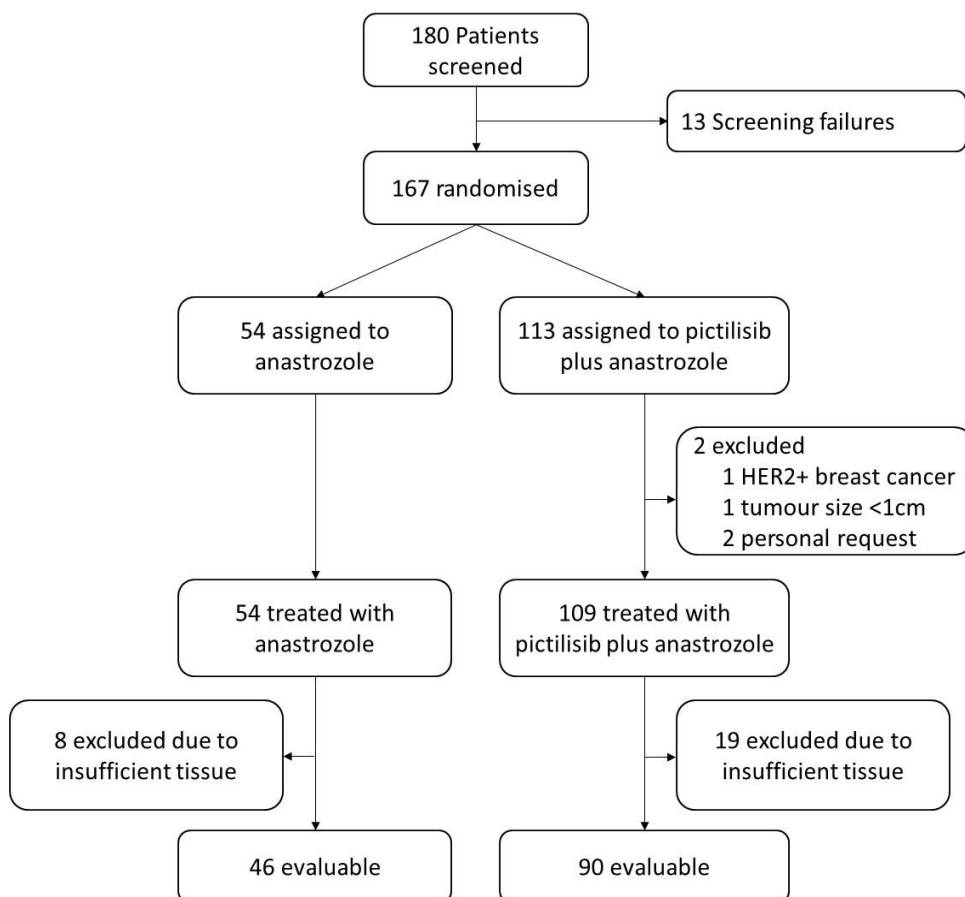 180 Patients
screened
13 Screening failures
167 randomised
54 assigned to
anastrozole
113 assigned to pictilisib
plus anastrozole
2 excluded
1 HER2+ breast cancer
1 tumour size <1cm
2 personal request
54 treated with
anastrozole
109 treated with
pictilisib plus anastrozole
8 excluded due to
insufficient tissue
19 excluded due to
insufficient tissue
46 evaluable
90 evaluable